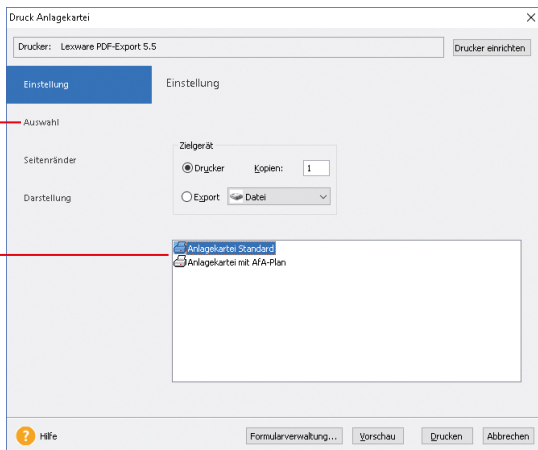 Druck Anlagekartei
Drucker: Lexware PDF-Export 5.5
Drucker einrichten
Einstellung
Auswahl
Seitenränder
Darstellung
Einstellung
Zielgerät
Drucker Kopien: 1
Export Datei
Anlagekartei Standard
Anlagekartei mit AfA-Plan
? Hilfe
Formularverwaltung... Vorschau Drucken Abbrechen